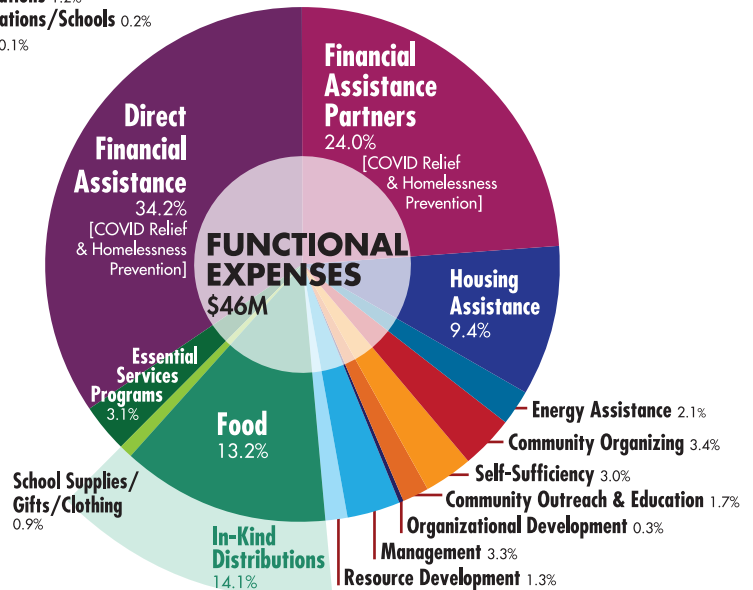 1.2%
ations/Schools 0.2%
0.1%
Financial
Assistance
Partners
24.0%
[COVID Relief
& Homelessness
Prevention]
Direct
Financial
Assistance
34.2%
[COVID Relief
& Homelessness
Prevention]
FUNCTIONAL
EXPENSES
$46M
Housing
Assistance
9.4%
Essential
Services
Programs
3.1%
Food
13.2%
Energy Assistance 2.1%
Community Organizing 3.4%
Self-Sufficiency 3.0%
Community Outreach & Education 1.7%
Organizational Development 0.3%
Management 3.3%
Resource Development 1.3%
School Supplies/
Gifts/Clothing
0.9%
In-Kind
Distributions
14.1%